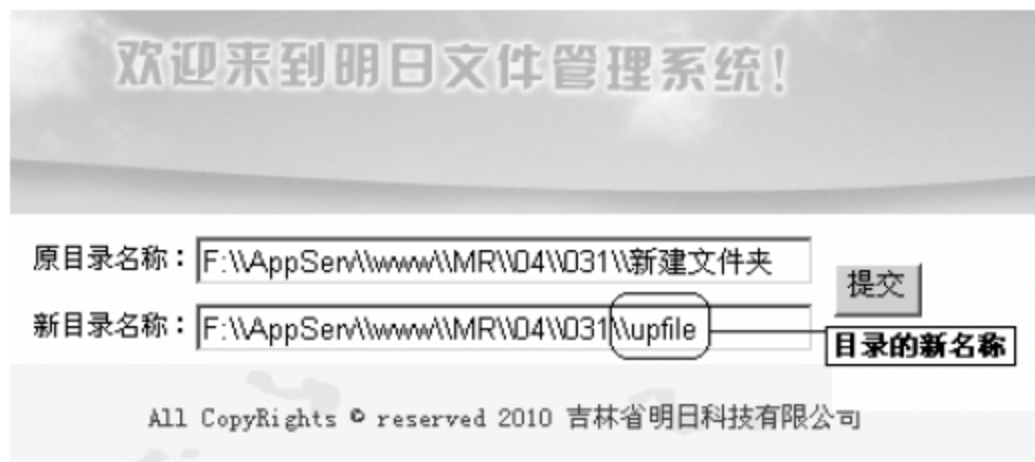 欢迎来到明日文件管理系统!
原目录名称：F:\\AppServ\\www\\MR\\04\\031\\新建文件夹
提交
新目录名称：F:\\AppServ\\www\\MR\\04\\031\\upfile
目录的新名称
All CopyRights © reserved 2010 吉林省明日科技有限公司